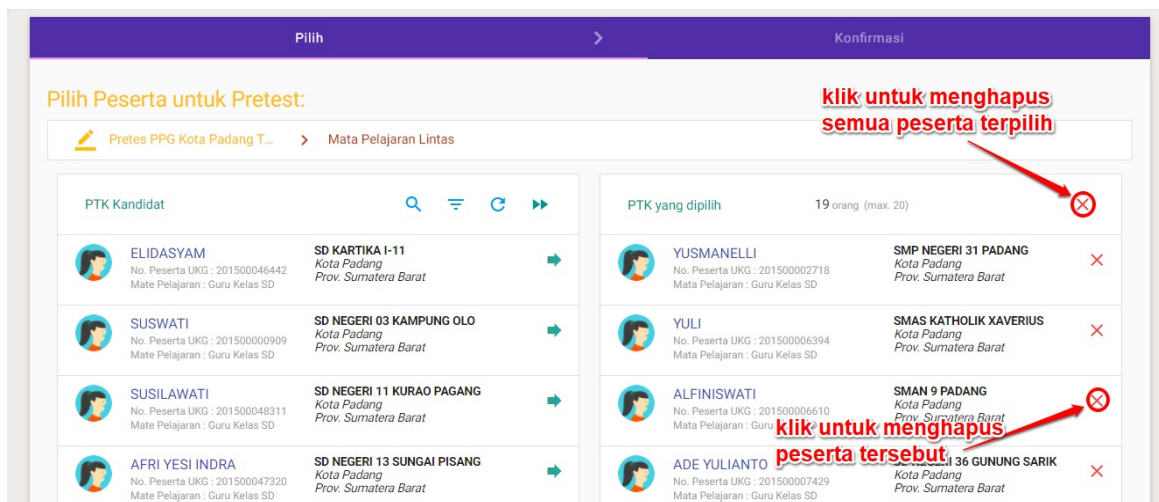 Pilih
Konfirmasi
Pilih Peserta untuk Pretest:
klik untuk menghapus
semua peserta terpilih
Pretes PPG Kota Padang T...
Mata Pelajaran Lintas
PTK Kandidat
ELIDASYAM
No. Peserta UKG : 201500046442
Mate Pelajaran : Guru Kelas SD
SD KARTIKA I-11
Kota Padang
Prov. Sumatera Barat
SUSWATI
No. Peserta UKG : 201500000909
Mate Pelajaran : Guru Kelas SD
SD NEGERI 03 KAMPUNG OLO
Kota Padang
Prov. Sumatera Barat
SUSILAWATI
No. Peserta UKG : 201500048311
Mate Pelajaran : Guru Kelas SD
SD NEGERI 11 KURAO PAGANG
Kota Padang
Prov. Sumatera Barat
AFRI YESI INDRA
No. Peserta UKG : 201500047320
Mate Pelajaran : Guru Kelas SD
SD NEGERI 13 SUNGAI PISANG
Kota Padang
Prov. Sumatera Barat
PTK yang dipilih
19 orang (max. 20)
YUSMANELLI
No. Peserta UKG : 201500002718
Mata Pelajaran : Guru Kelas SD
SMP NEGERI 31 PADANG
Kota Padang
Prov. Sumatera Barat
YULI
No. Peserta UKG : 201500006394
Mata Pelajaran : Guru Kelas SD
SMAS KATHOLIK XAVERIUS
Kota Padang
Prov. Sumatera Barat
ALFINISWATI
No. Peserta UKG : 201500006610
Mata Pelajaran : Guru
SMAN 9 PADANG
Kota Padang
Prov. Sumatera Barat
klik untuk menghapus
peserta tersebut
ADE YULIANTO
No. Peserta UKG : 201500007429
Mata Pelajaran : Guru Kelas SD
36 GUNUNG SARIK
Kota Padang
Prov. Sumatera Barat